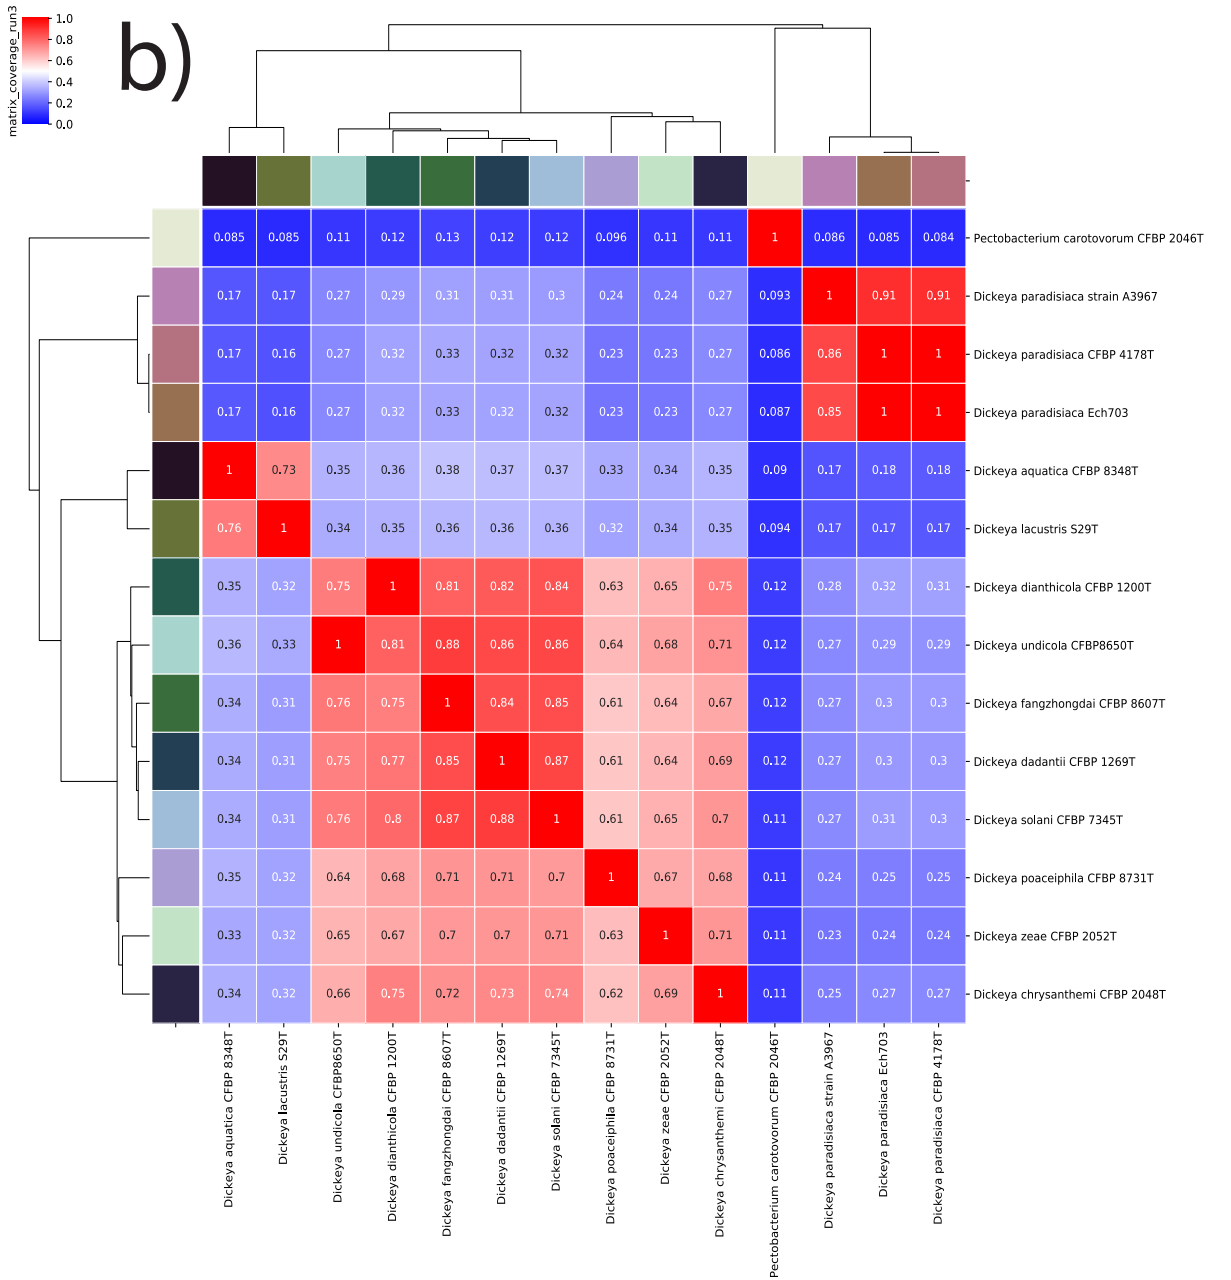 matrix_coverage_run3
1.0
0.8
0.6
0.4
0.2
0.0
b)
0.085 0.085 0.11 0.12 0.13 0.12 0.12 0.096 0.11 0.11 1 0.086 0.085 0.084 Pectobacterium carotovorum CFBP 2046T
0.17 0.17 0.27 0.29 0.31 0.31 0.3 0.24 0.24 0.27 0.093 1 0.91 0.91 Dickeya paradisiaca strain A3967
0.17 0.16 0.27 0.32 0.33 0.32 0.32 0.23 0.23 0.27 0.086 0.86 1 1 Dickeya paradisiaca CFBP 4178T
0.17 0.16 0.27 0.32 0.33 0.32 0.32 0.23 0.23 0.27 0.087 0.85 1 1 Dickeya paradisiaca Ech703
1 0.73 0.35 0.36 0.38 0.37 0.37 0.33 0.34 0.35 0.09 0.17 0.18 0.18 Dickeya aquatica CFBP 8348T
0.76 1 0.34 0.35 0.36 0.36 0.36 0.32 0.34 0.35 0.094 0.17 0.17 0.17 Dickeya lacustris S29T
0.35 0.32 0.75 1 0.81 0.82 0.84 0.63 0.65 0.75 0.12 0.28 0.32 0.31 Dickeya dianthicola CFBP 1200T
0.36 0.33 1 0.81 0.88 0.86 0.86 0.64 0.68 0.71 0.12 0.27 0.29 0.29 Dickeya undicola CFBP8650T
0.34 0.31 0.76 0.75 1 0.84 0.85 0.61 0.64 0.67 0.12 0.27 0.3 0.3 Dickeya fangzhongdai CFBP 8607T
0.34 0.31 0.75 0.77 0.85 1 0.87 0.61 0.64 0.69 0.12 0.27 0.3 0.3 Dickeya dadantii CFBP 1269T
0.34 0.31 0.76 0.8 0.87 0.88 1 0.61 0.65 0.7 0.11 0.27 0.31 0.3 Dickeya solani CFBP 7345T
0.35 0.32 0.64 0.68 0.71 0.71 0.7 1 0.67 0.68 0.11 0.24 0.25 0.25 Dickeya poaceiphila CFBP 8731T
0.33 0.32 0.65 0.67 0.7 0.7 0.71 0.63 1 0.71 0.11 0.23 0.24 0.24 Dickeya zeae CFBP 2052T
0.34 0.32 0.66 0.75 0.72 0.73 0.74 0.62 0.69 1 0.11 0.25 0.27 0.27 Dickeya chrysanthemi CFBP 2048T
Dickeya aquatica CFBP 8348T
Dickeya lacustris S29T
Dickeya undicola CFBP8650T
Dickeya dianthicola CFBP 1200T
Dickeya fangzhongdai CFBP 8607T
Dickeya dadantii CFBP 1269T
Dickeya solani CFBP 7345T
Dickeya poaceiphila CFBP 8731T
Dickeya zeae CFBP 2052T
Dickeya chrysanthemi CFBP 2048T
Pectobacterium carotovorum CFBP 2046T
Dickeya paradisiaca strain A3967
Dickeya paradisiaca Ech703
Dickeya paradisiaca CFBP 4178T